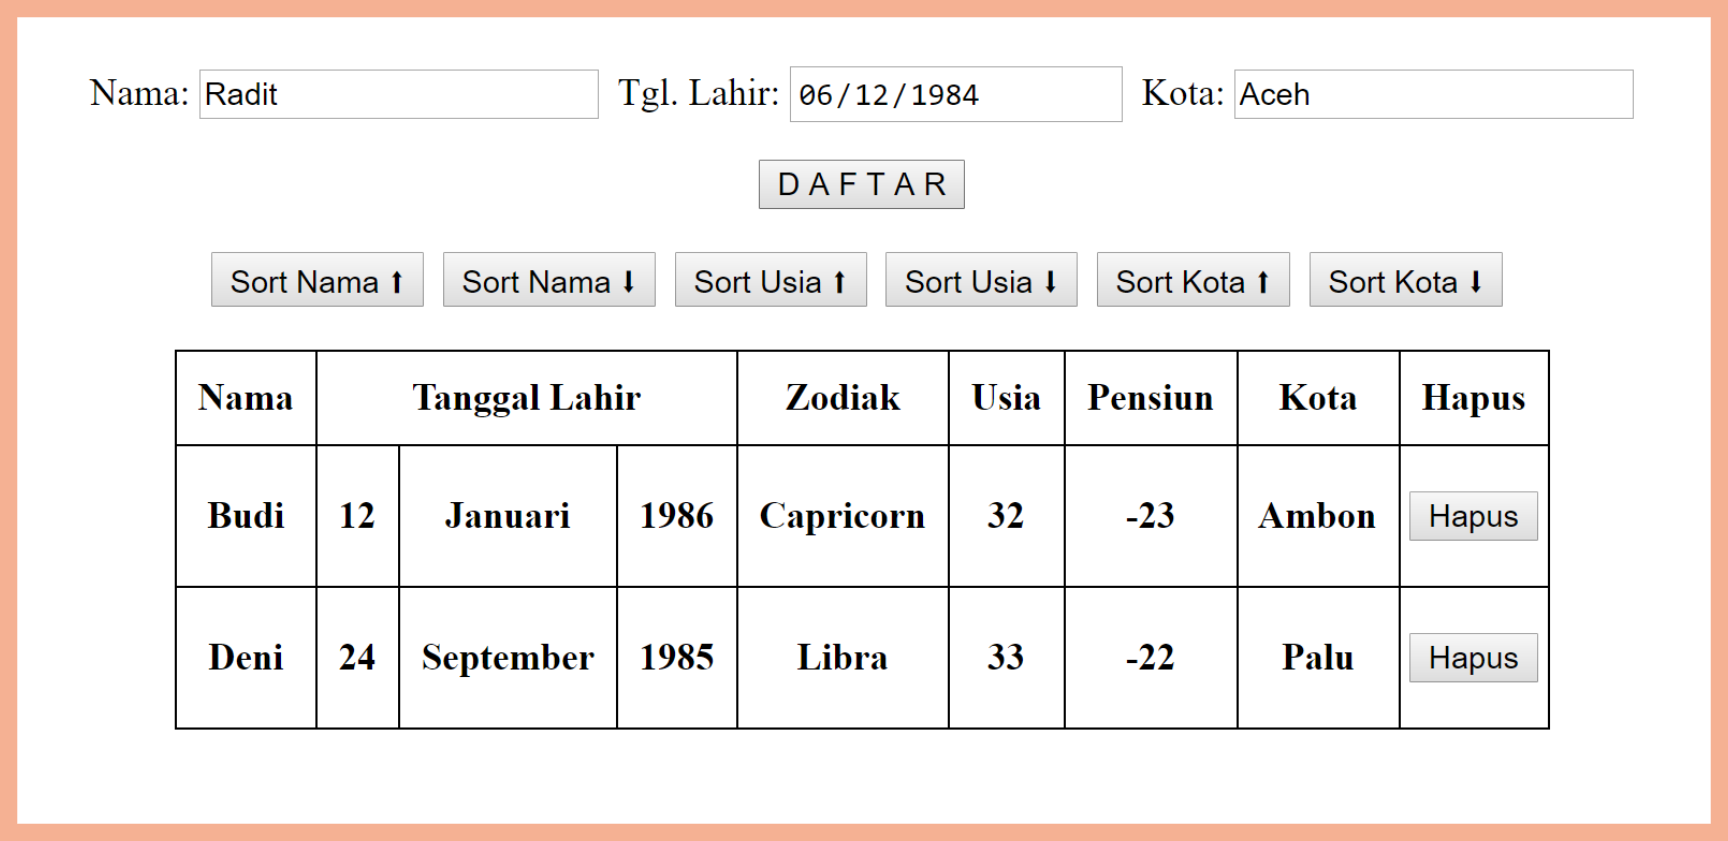 Nama: Radit Tgl. Lahir: 06/12/1984 Kota: Aceh
D A F T A R
Sort Nama ⬆ Sort Nama ⬇ Sort Usia ⬆ Sort Usia ⬇ Sort Kota ⬆ Sort Kota ⬇
Nama Tanggal Lahir Zodiak Usia Pensiun Kota Hapus
Budi 12 Januari 1986 Capricorn 32 -23 Ambon Hapus
Deni 24 September 1985 Libra 33 -22 Palu Hapus